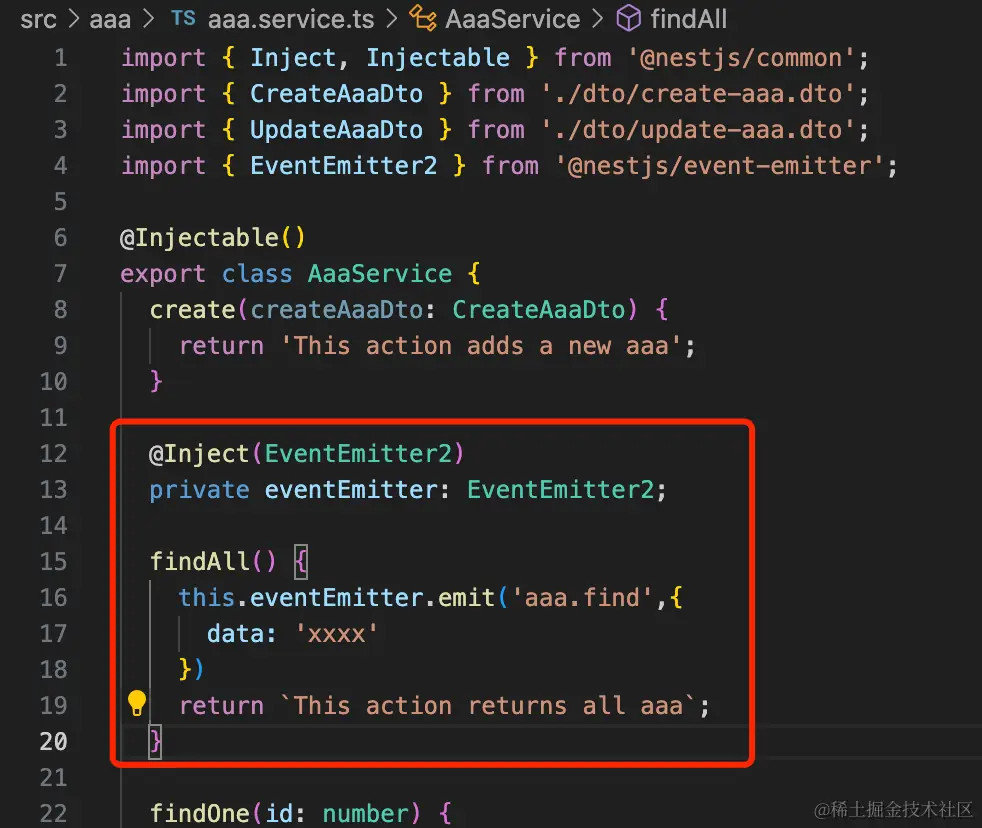 src > aaa > TS aaa.service.ts > AaaService > findAll
1 import { Inject, Injectable } from '@nestjs/common';
2 import { CreateAaaDto } from './dto/create-aaa.dto';
3 import { UpdateAaaDto } from './dto/update-aaa.dto';
4 import { EventEmitter2 } from '@nestjs/event-emitter';
5
6 @Injectable()
7 export class AaaService {
8   create(createAaaDto: CreateAaaDto) {
9     return 'This action adds a new aaa';
10   }
11
12   @Inject(EventEmitter2)
13   private eventEmitter: EventEmitter2;
14
15   findAll() {
16     this.eventEmitter.emit('aaa.find',{
17       data: 'xxxx'
18     })
19     return `This action returns all aaa`;
20   }
21
22   findOne(id: number) {
@稀土掘金技术社区